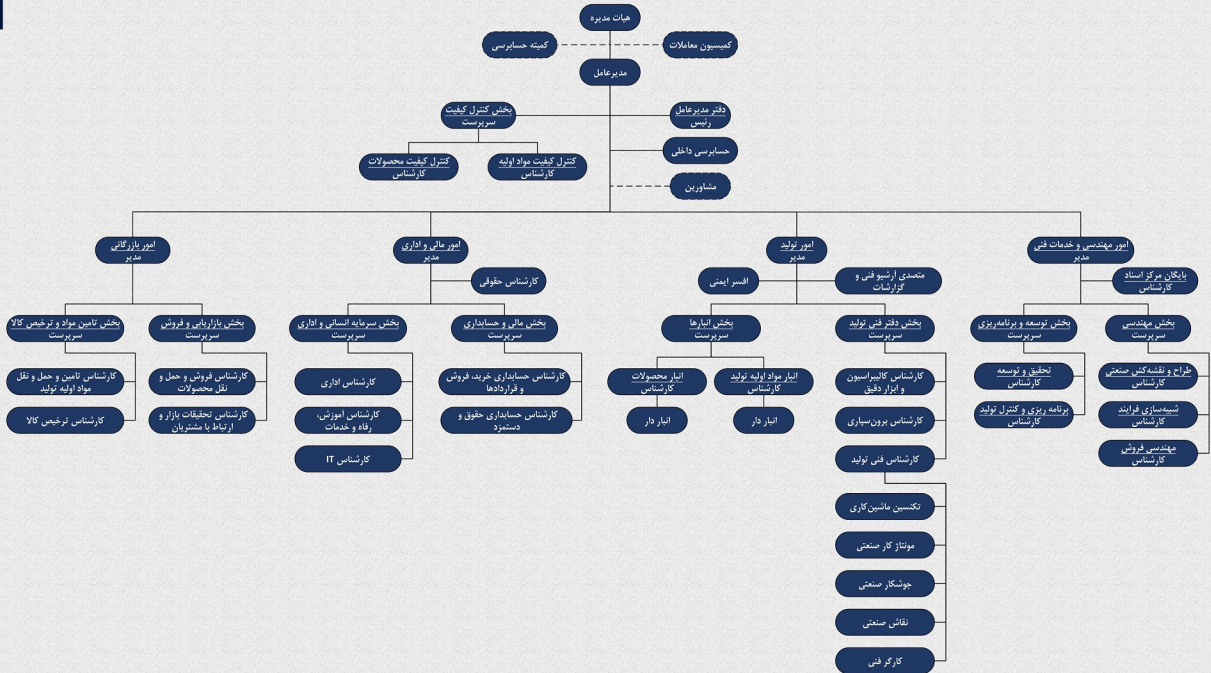 هیات مدیره
کمیسیون معاملات
کمیته حسابرسی
مدیرعامل
دفتر مدیرعامل
رئیس
بخش کنترل کیفیت
سرپرست
حسابرسی داخلی
کنترل کیفیت مواد اولیه
کارشناس
کنترل کیفیت محصولات
کارشناس
مشاورین
امور مهندسی و خدمات فنی
مدیر
امور تولید
مدیر
امور مالی و اداری
مدیر
امور بازرگانی
مدیر
بایگان مرکز اسناد
کارشناس
متصدی آرشیو فنی و
گزارشات
افسر ایمنی
کارشناس حقوقی
بخش مهندسی
سرپرست
بخش توسعه و برنامه‌ریزی
سرپرست
بخش دفتر فنی تولید
سرپرست
بخش انبارها
سرپرست
بخش مالی و حسابداری
سرپرست
بخش سرمایه انسانی و اداری
سرپرست
بخش بازاریابی و فروش
سرپرست
بخش تامین مواد و ترخیص کالا
سرپرست
طراح و نقشه‌کش صنعتی
کارشناس
تحقیق و توسعه
کارشناس
کارشناس کالیبراسیون
و ابزار دقیق
انبار مواد اولیه تولید
کارشناس
انبار محصولات
کارشناس
کارشناس حسابداری خرید، فروش
و قراردادها
کارشناس اداری
کارشناس فروش و حمل و
نقل محصولات
کارشناس تامین و حمل و نقل
مواد اولیه تولید
شبیه‌سازی فرایند
کارشناس
برنامه ریزی و کنترل تولید
کارشناس
کارشناس برون‌سپاری
انبار دار
انبار دار
کارشناس حسابداری حقوق و
دستمزد
کارشناس آموزش،
رفاه و خدمات
کارشناس تحقیقات بازار و
ارتباط با مشتریان
کارشناس ترخیص کالا
مهندسی فروش
کارشناس
کارشناس فنی تولید
کارشناس IT
تکنسین ماشین‌کاری
مونتاژ کار صنعتی
جوشکار صنعتی
نقاش صنعتی
کارگر فنی